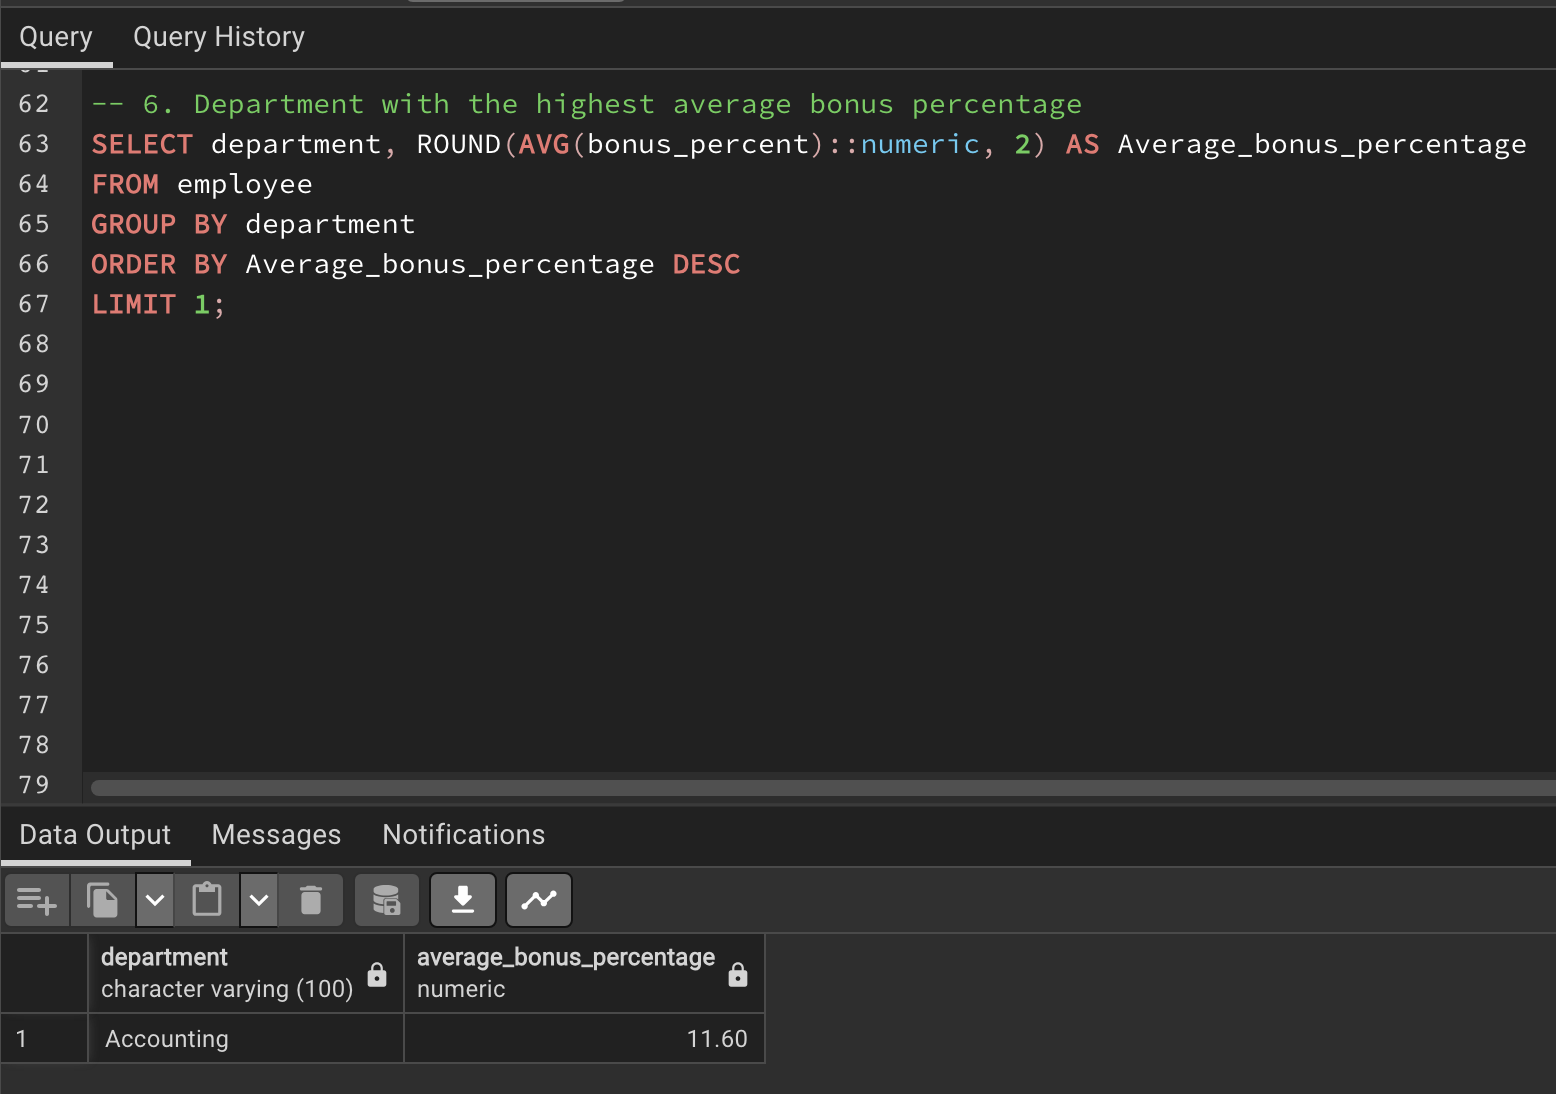 Query Query History
62 -- 6. Department with the highest average bonus percentage
63 SELECT department, ROUND(AVG(bonus_percent)::numeric, 2) AS Average_bonus_percentage
64 FROM employee
65 GROUP BY department
66 ORDER BY Average_bonus_percentage DESC
67 LIMIT 1;
68
69
70
71
72
73
74
75
76
77
78
79
Data Output Messages Notifications
department average_bonus_percentage
character varying (100) numeric
1 Accounting 11.60